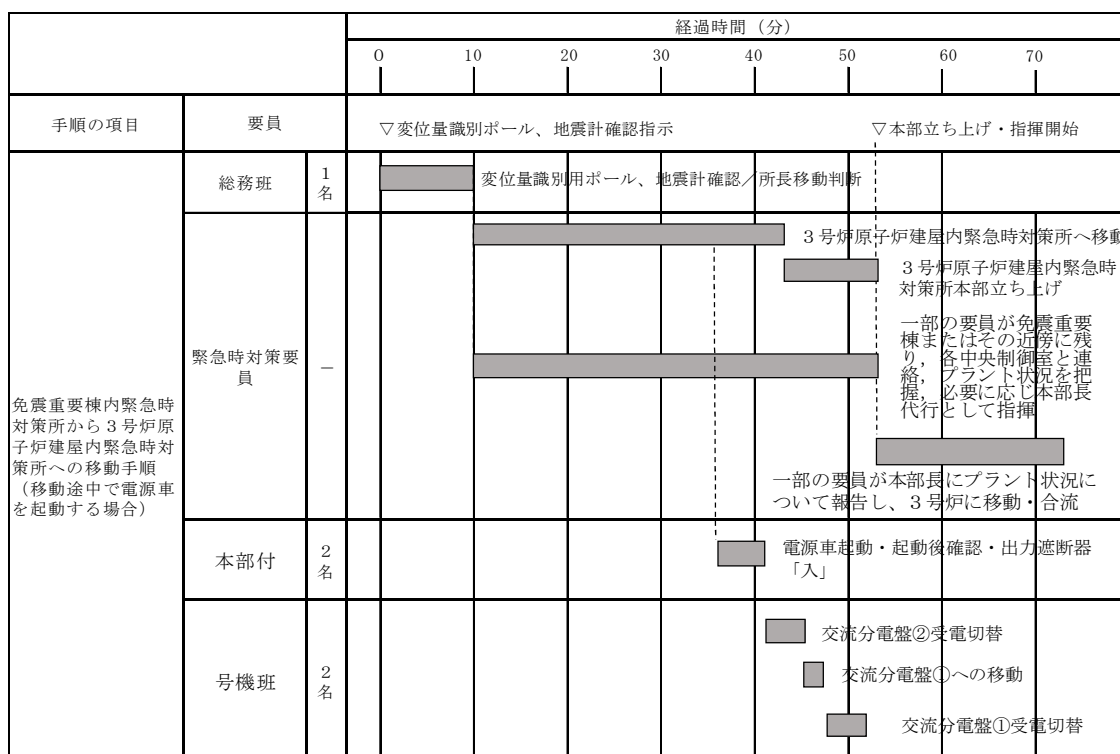 経過時間（分）
0 10 20 30 40 50 60 70
手順の項目 要員 ▽変位量識別ポール、地震計確認指示 ▽本部立ち上げ・指揮開始
免震重要棟内緊急時
対策所から３号炉原
子炉建屋内緊急時対
策所への移動手順
（移動途中で電源車
を起動する場合）
総務班
1
名
変位量識別用ポール、地震計確認／所長移動判断
緊急時対策要
員
－
３号炉原子炉建屋内緊急時対策所へ移動
３号炉原子炉建屋内緊急時
対策所本部立ち上げ
一部の要員が免震重要
棟またはその近傍に残
り，各中央制御室と連
絡，プラント状況を把
握，必要に応じ本部長
代行として指揮
一部の要員が本部長にプラント状況に
ついて報告し、３号炉に移動・合流
本部付
2
名
電源車起動・起動後確認・出力遮断器
「入」
号機班
2
名
交流分電盤②受電切替
交流分電盤①への移動
交流分電盤①受電切替